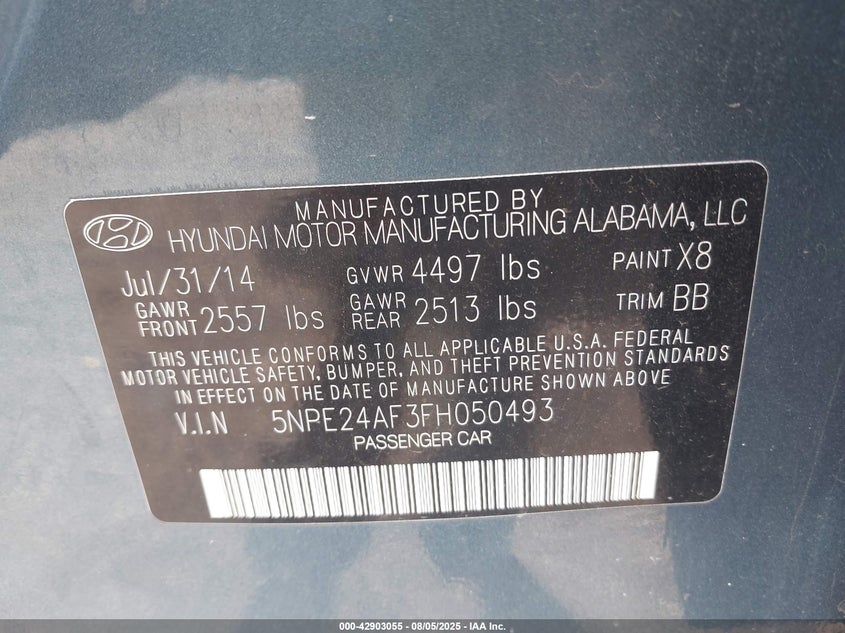 MANUFACTURED BY
HYUNDAI MOTOR MANUFACTURING ALABAMA, LLC
Jul/31/14 GVWR 4497 lbs PAINT X8
GAWR FRONT 2557 lbs GAWR REAR 2513 lbs TRIM BB
THIS VEHICLE CONFORMS TO ALL APPLICABLE U.S.A. FEDERAL
MOTOR VEHICLE SAFETY, BUMPER, AND THEFT PREVENTION STANDARDS
IN EFFECT ON THE DATE OF MANUFACTURE SHOWN ABOVE
V.I.N 5NPE24AF3FH050493
PASSENGER CAR
000-42903055 - 08/05/2025 - IAA Inc.